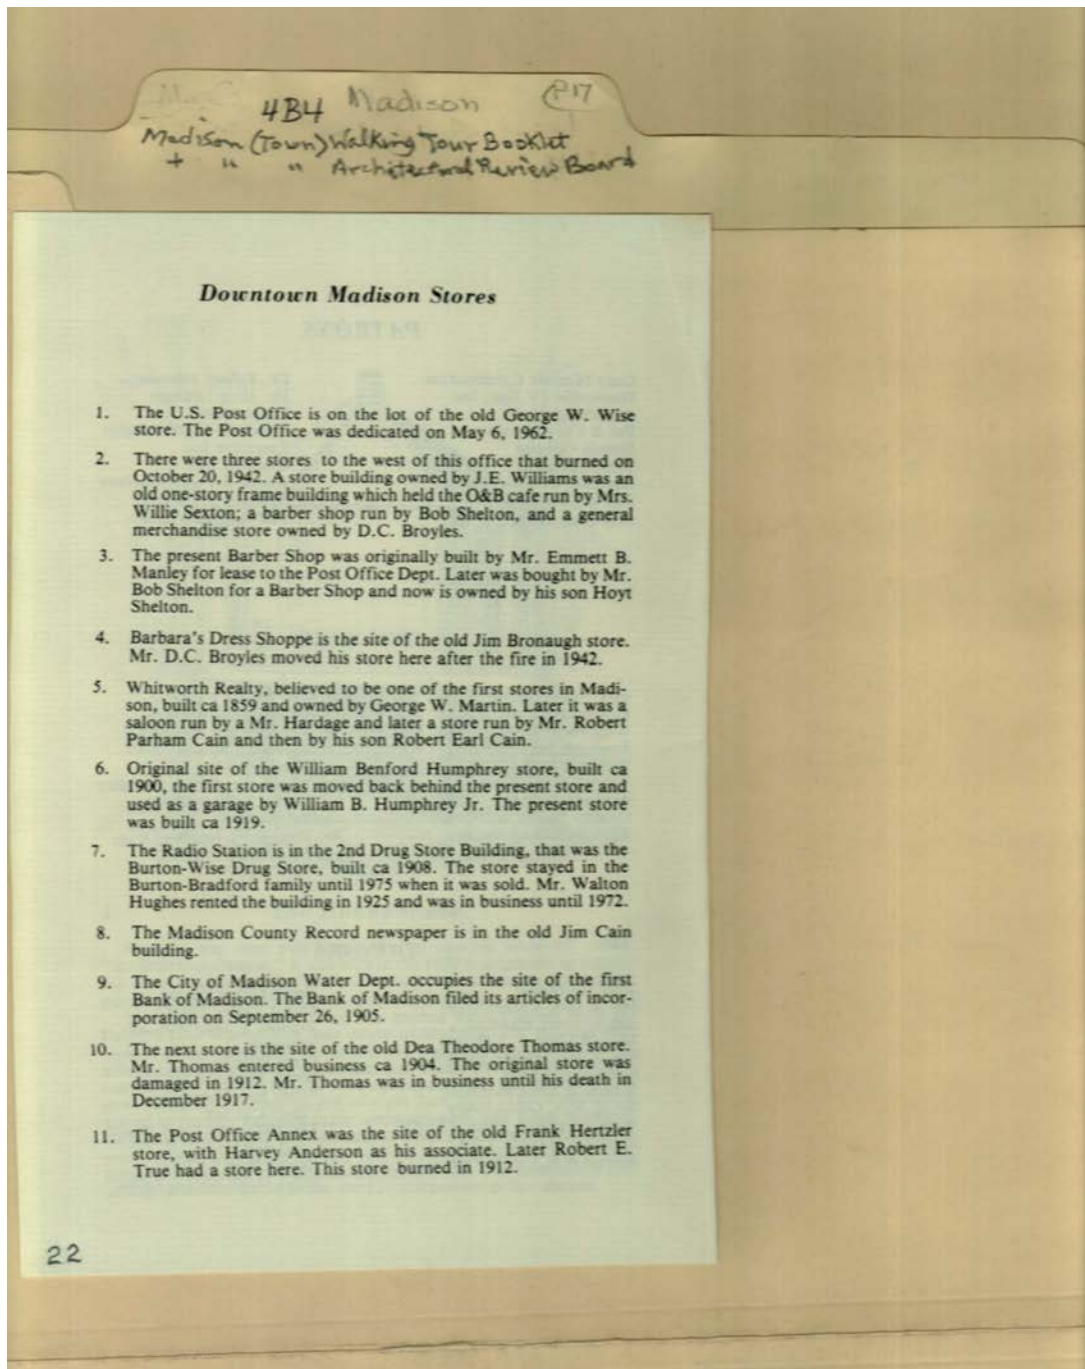 4B4 Madison P17
Madison (Town) Walking Tour Booklet
+ " " Architectural Review Board
Downtown Madison Stores
PATRONS
1. The U.S. Post Office is on the lot of the old George W. Wise
store. The Post Office was dedicated on May 6, 1962.
2. There were three stores to the west of this office that burned on
October 20, 1942. A store building owned by J.E. Williams was an
old one-story frame building which held the O&B cafe run by Mrs.
Willie Sexton; a barber shop run by Bob Shelton, and a general
merchandise store owned by D.C. Broyles.
3. The present Barber Shop was originally built by Mr. Emmett B.
Manley for lease to the Post Office Dept. Later was bought by Mr.
Bob Shelton for a Barber Shop and now is owned by his son Hoyt
Shelton.
4. Barbara's Dress Shoppe is the site of the old Jim Bronaugh store.
Mr. D.C. Broyles moved his store here after the fire in 1942.
5. Whitworth Realty, believed to be one of the first stores in Madi-
son, built ca 1859 and owned by George W. Martin. Later it was a
saloon run by a Mr. Hardage and later a store run by Mr. Robert
Parham Cain and then by his son Robert Earl Cain.
6. Original site of the William Benford Humphrey store, built ca
1900, the first store was moved back behind the present store and
used as a garage by William B. Humphrey Jr. The present store
was built ca 1919.
7. The Radio Station is in the 2nd Drug Store Building, that was the
Burton-Wise Drug Store, built ca 1908. The store stayed in the
Burton-Bradford family until 1975 when it was sold. Mr. Walton
Hughes rented the building in 1925 and was in business until 1972.
8. The Madison County Record newspaper is in the old Jim Cain
building.
9. The City of Madison Water Dept. occupies the site of the first
Bank of Madison. The Bank of Madison filed its articles of incor-
poration on September 26, 1905.
10. The next store is the site of the old Dea Theodore Thomas store.
Mr. Thomas entered business ca 1904. The original store was
damaged in 1912. Mr. Thomas was in business until his death in
December 1917.
11. The Post Office Annex was the site of the old Frank Hertzler
store, with Harvey Anderson as his associate. Later Robert E.
True had a store here. This store burned in 1912.
22